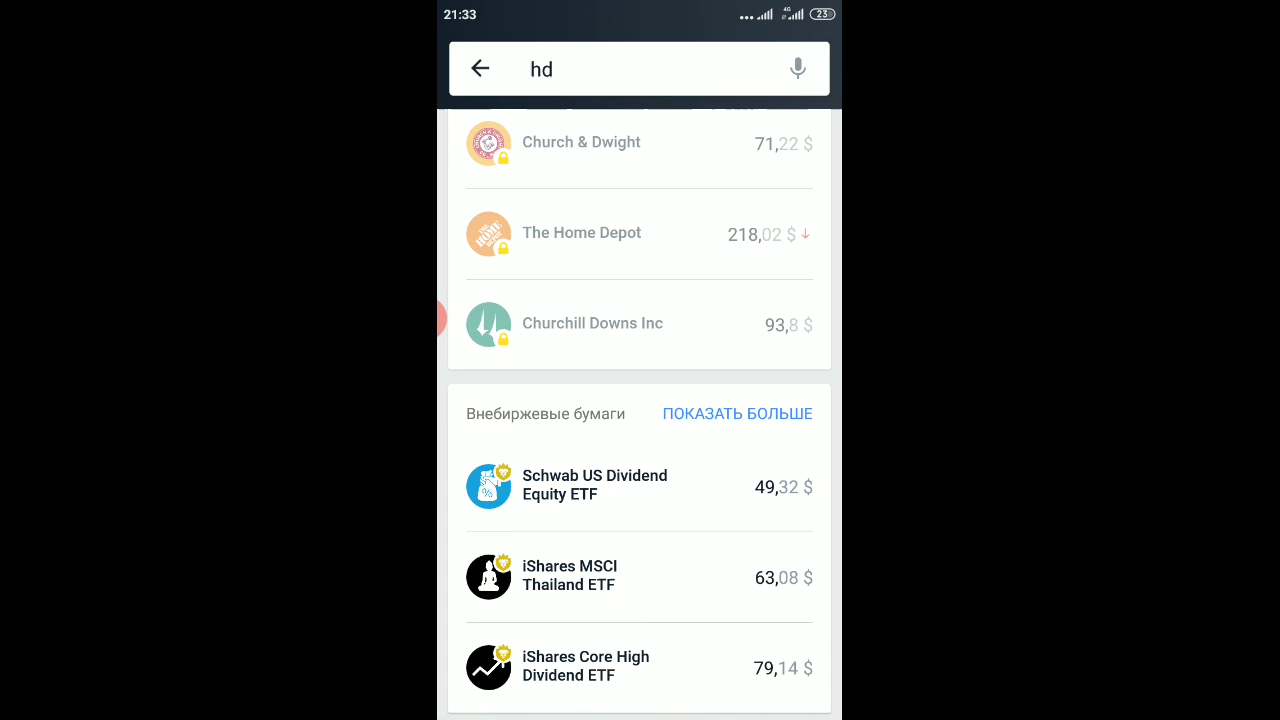 21:33
4G
23
hd
Church & Dwight
71,22 $
The Home Depot
218,02 $ ↓
Churchill Downs Inc
93,8 $
Внебиржевые бумаги
ПОКАЗАТЬ БОЛЬШЕ
Schwab US Dividend
Equity ETF
49,32 $
iShares MSCI
Thailand ETF
63,08 $
iShares Core High
Dividend ETF
79,14 $